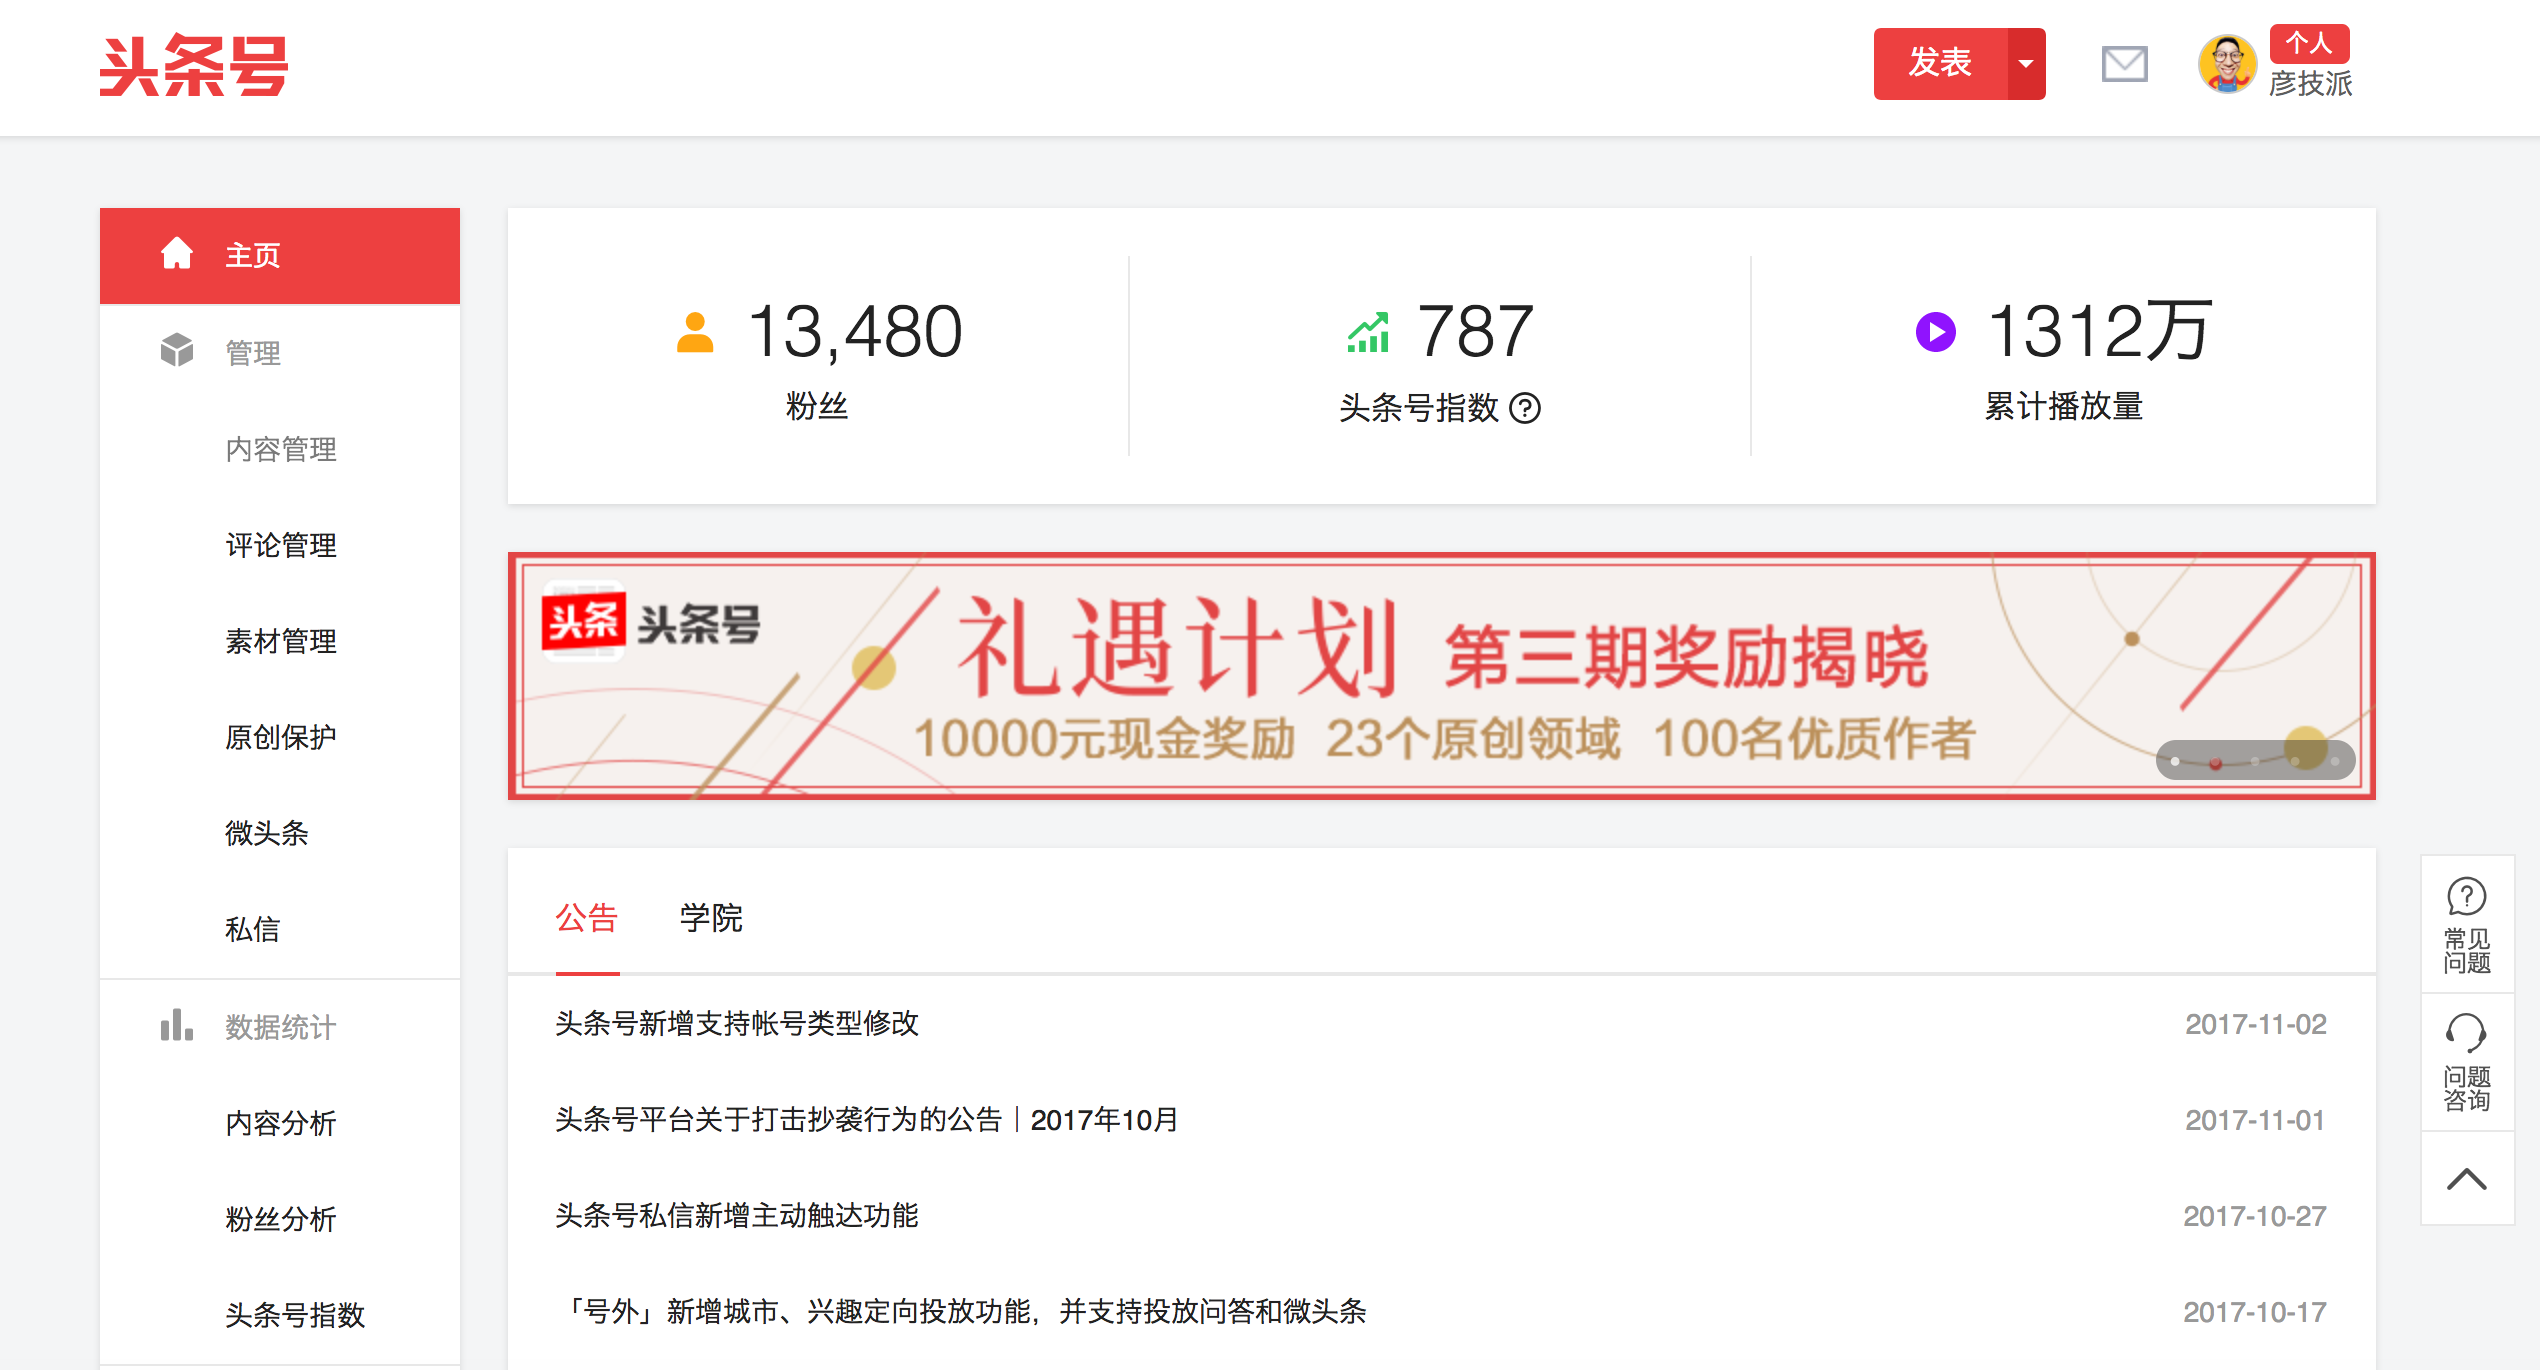 头条号
发表
个人
彦技派
主页
管理
内容管理
评论管理
素材管理
原创保护
微头条
私信
数据统计
内容分析
粉丝分析
头条号指数
13,480
粉丝
787
头条号指数 ?
1312万
累计播放量
头条 头条号
礼遇计划 第三期奖励揭晓
10000元现金奖励 23个原创领域 100名优质作者
公告 学院
头条号新增支持帐号类型修改 2017-11-02
头条号平台关于打击抄袭行为的公告｜2017年10月 2017-11-01
头条号私信新增主动触达功能 2017-10-27
「号外」新增城市、兴趣定向投放功能，并支持投放问答和微头条 2017-10-17
?
常见
问题
问题
咨询